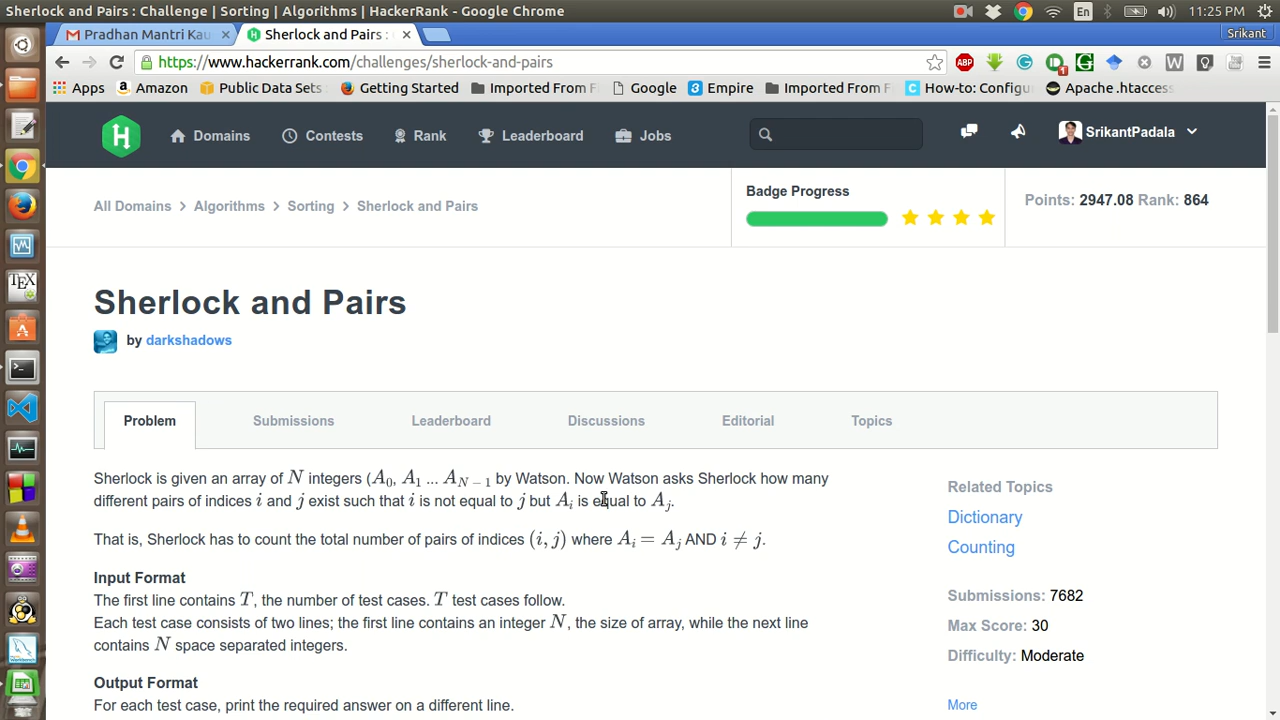 Sherlock and Pairs : Challenge | Sorting | Algorithms | HackerRank - Google Chrome
En
11:25 PM
Pradhan Mantri Kau
Sherlock and Pairs :
Srikant
https://www.hackerrank.com/challenges/sherlock-and-pairs
ABP
G
1
G
W
Apps
Amazon
Public Data Sets
Getting Started
Imported From F
Google
Empire
Imported From F
How-to: Configu
Apache .htacces
H
Domains
Contests
Rank
Leaderboard
Jobs
SrikantPadala
All Domains > Algorithms > Sorting > Sherlock and Pairs
Badge Progress
Points: 2947.08 Rank: 864
TEX
Sherlock and Pairs
by darkshadows
Problem
Submissions
Leaderboard
Discussions
Editorial
Topics
Sherlock is given an array of N integers (A₀, A₁ ... A_{N−1} by Watson. Now Watson asks Sherlock how many
different pairs of indices i and j exist such that i is not equal to j but Aᵢ is equal to Aⱼ.
That is, Sherlock has to count the total number of pairs of indices (i, j) where Aᵢ = Aⱼ AND i ≠ j.
Input Format
The first line contains T, the number of test cases. T test cases follow.
Each test case consists of two lines; the first line contains an integer N, the size of array, while the next line
contains N space separated integers.
Output Format
For each test case, print the required answer on a different line.
Related Topics
Dictionary
Counting
Submissions: 7682
Max Score: 30
Difficulty: Moderate
More